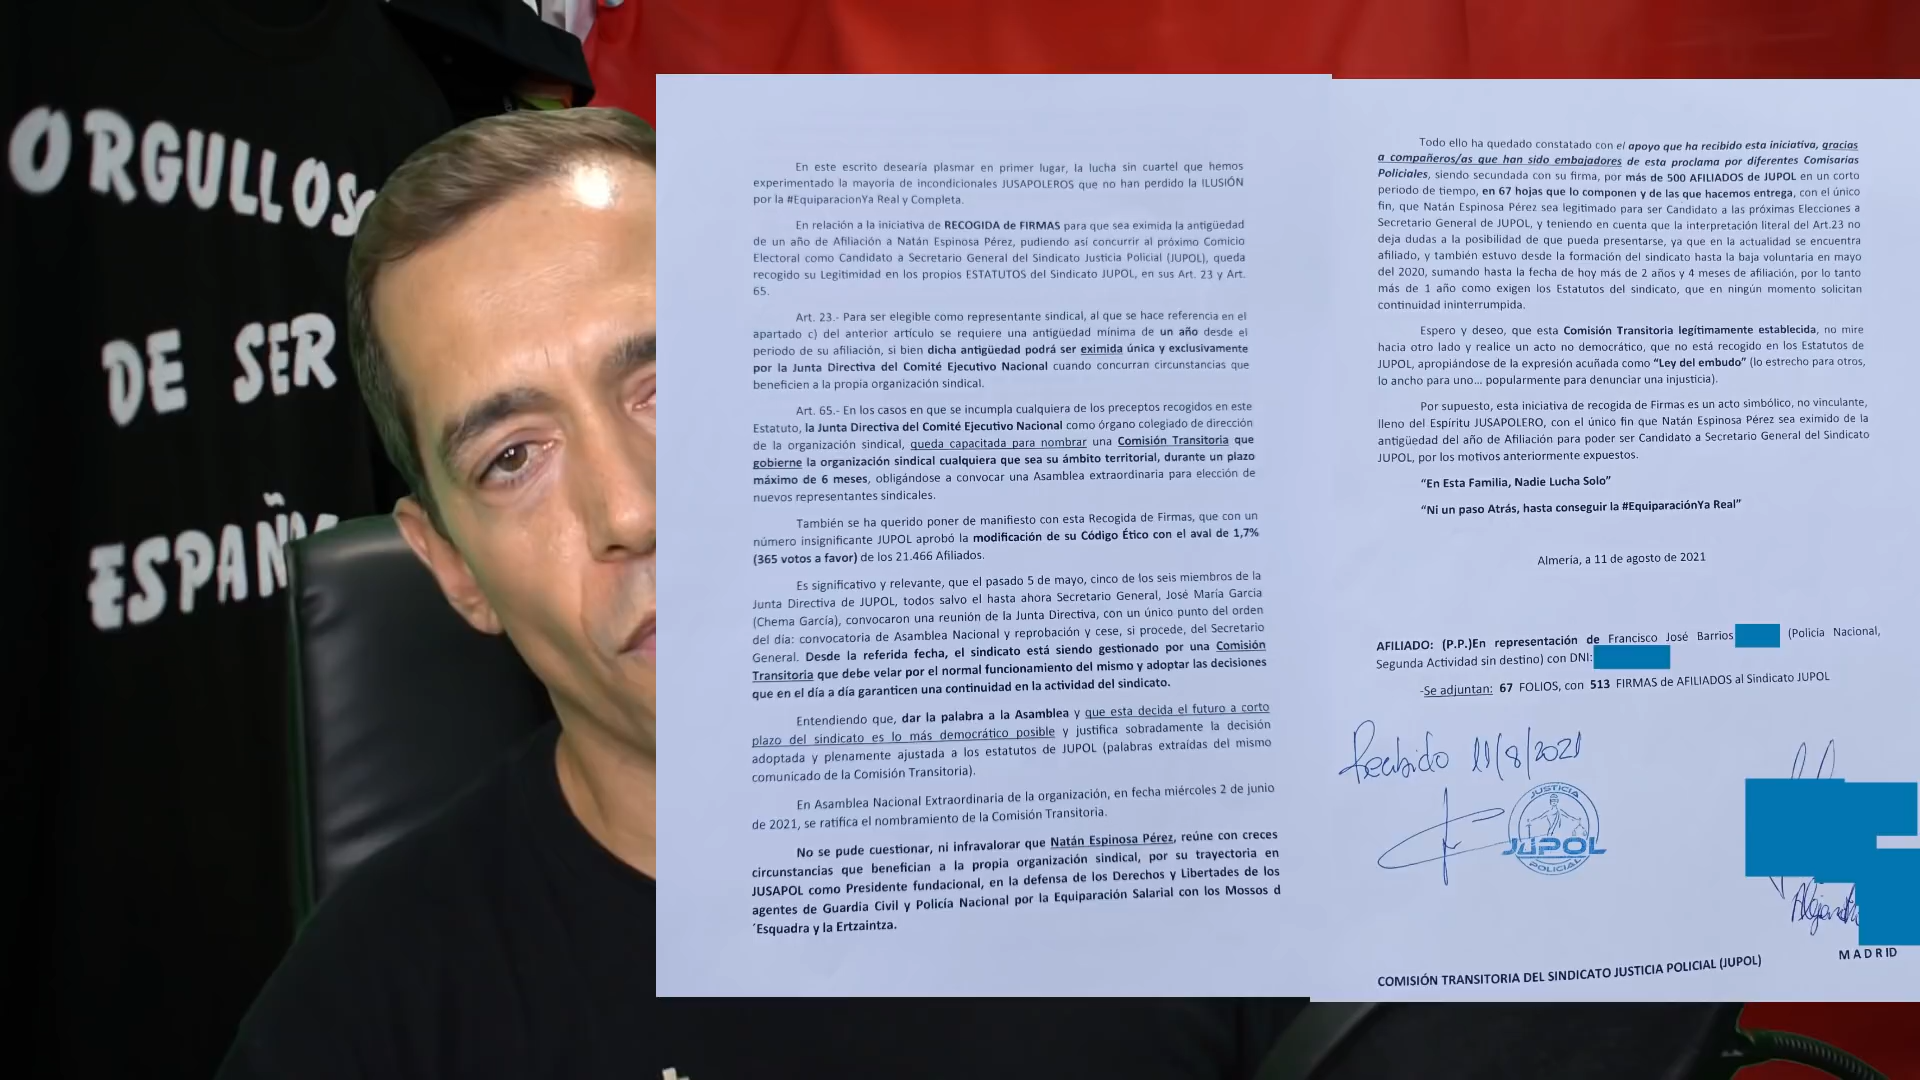 ORGULLOS
DE SER
ESPAÑ
En este escrito desearía plasmar en primer lugar, la lucha sin cuartel que hemos
experimentado la mayoria de incondicionales JUSAPOLEROS que no han perdido la ILUSIÓN
por la #EquiparacionYa Real y Completa.
En relación a la iniciativa de RECOGIDA de FIRMAS para que sea eximida la antigüedad
de un año de Afiliación a Natán Espinosa Pérez, pudiendo así concurrir al próximo Comicio
Electoral como Candidato a Secretario General del Sindicato Justicia Policial (JUPOL), queda
recogido su Legitimidad en los propios ESTATUTOS del Sindicato JUPOL, en sus Art. 23 y Art.
65.
Art. 23.- Para ser elegible como representante sindical, al que se hace referencia en el
apartado c) del anterior artículo se requiere una antigüedad mínima de un año desde el
periodo de su afiliación, si bien dicha antigüedad podrá ser eximida única y exclusivamente
por la Junta Directiva del Comité Ejecutivo Nacional cuando concurran circunstancias que
beneficien a la propia organización sindical.
Art. 65.- En los casos en que se incumpla cualquiera de los preceptos recogidos en este
Estatuto, la Junta Directiva del Comité Ejecutivo Nacional como órgano colegiado de dirección
de la organización sindical, queda capacitada para nombrar una Comisión Transitoria que
gobierne la organización sindical cualquiera que sea su ámbito territorial, durante un plazo
máximo de 6 meses, obligándose a convocar una Asamblea extraordinaria para elección de
nuevos representantes sindicales.
También se ha querido poner de manifiesto con esta Recogida de Firmas, que con un
número insignificante JUPOL aprobó la modificación de su Código Ético con el aval de 1,7%
(365 votos a favor) de los 21.466 Afiliados.
Es significativo y relevante, que el pasado 5 de mayo, cinco de los seis miembros de la
Junta Directiva de JUPOL, todos salvo el hasta ahora Secretario General, José María García
(Chema García), convocaron una reunión de la Junta Directiva, con un único punto del orden
del día: convocatoria de Asamblea Nacional y reprobación y cese, si procede, del Secretario
General. Desde la referida fecha, el sindicato está siendo gestionado por una Comisión
Transitoria que debe velar por el normal funcionamiento del mismo y adoptar las decisiones
que en el día a día garanticen una continuidad en la actividad del sindicato.
Entendiendo que, dar la palabra a la Asamblea y que esta decida el futuro a corto
plazo del sindicato es lo más democrático posible y justifica sobradamente la decisión
adoptada y plenamente ajustada a los estatutos de JUPOL (palabras extraídas del mismo
comunicado de la Comisión Transitoria).
En Asamblea Nacional Extraordinaria de la organización, en fecha miércoles 2 de junio
de 2021, se ratifica el nombramiento de la Comisión Transitoria.
No se pude cuestionar, ni infravalorar que Natán Espinosa Pérez, reúne con creces
circunstancias que benefician a la propia organización sindical, por su trayectoria en
JUSAPOL como Presidente fundacional, en la defensa de los Derechos y Libertades de los
agentes de Guardia Civil y Policía Nacional por la Equiparación Salarial con los Mossos d
´Esquadra y la Ertzaintza.
Todo ello ha quedado constatado con el apoyo que ha recibido esta iniciativa, gracias
a compañeros/as que han sido embajadores de esta proclama por diferentes Comisarias
Policiales, siendo secundada con su firma, por más de 500 AFILIADOS de JUPOL en un corto
periodo de tiempo, en 67 hojas que lo componen y de las que hacemos entrega, con el único
fin, que Natán Espinosa Pérez sea legitimado para ser Candidato a las próximas Elecciones a
Secretario General de JUPOL, y teniendo en cuenta que la interpretación literal del Art.23 no
deja dudas a la posibilidad de que pueda presentarse, ya que en la actualidad se encuentra
afiliado, y también estuvo desde la formación del sindicato hasta la baja voluntaria en mayo
del 2020, sumando hasta la fecha de hoy más de 2 años y 4 meses de afiliación, por lo tanto
más de 1 año como exigen los Estatutos del sindicato, que en ningún momento solicitan
continuidad ininterrumpida.
Espero y deseo, que esta Comisión Transitoria legítimamente establecida, no mire
hacia otro lado y realice un acto no democrático, que no está recogido en los Estatutos de
JUPOL, apropiándose de la expresión acuñada como “Ley del embudo” (lo estrecho para otros,
lo ancho para uno... popularmente para denunciar una injusticia).
Por supuesto, esta iniciativa de recogida de Firmas es un acto simbólico, no vinculante,
lleno del Espíritu JUSAPOLERO, con el único fin que Natán Espinosa Pérez sea eximido de la
antigüedad del año de Afiliación para poder ser Candidato a Secretario General del Sindicato
JUPOL, por los motivos anteriormente expuestos.
“En Esta Familia, Nadie Lucha Solo”
“Ni un paso Atrás, hasta conseguir la #EquiparaciónYa Real”
Almería, a 11 de agosto de 2021
AFILIADO: (P.P.)En representación de Francisco José Barrios (Policía Nacional,
Segunda Actividad sin destino) con DNI:
-Se adjuntan: 67 FOLIOS, con 513 FIRMAS de AFILIADOS al Sindicato JUPOL
Recibido 11/8/2021
JUSTICIA
JUPOL
POLICIAL
MADRID
COMISIÓN TRANSITORIA DEL SINDICATO JUSTICIA POLICIAL (JUPOL)